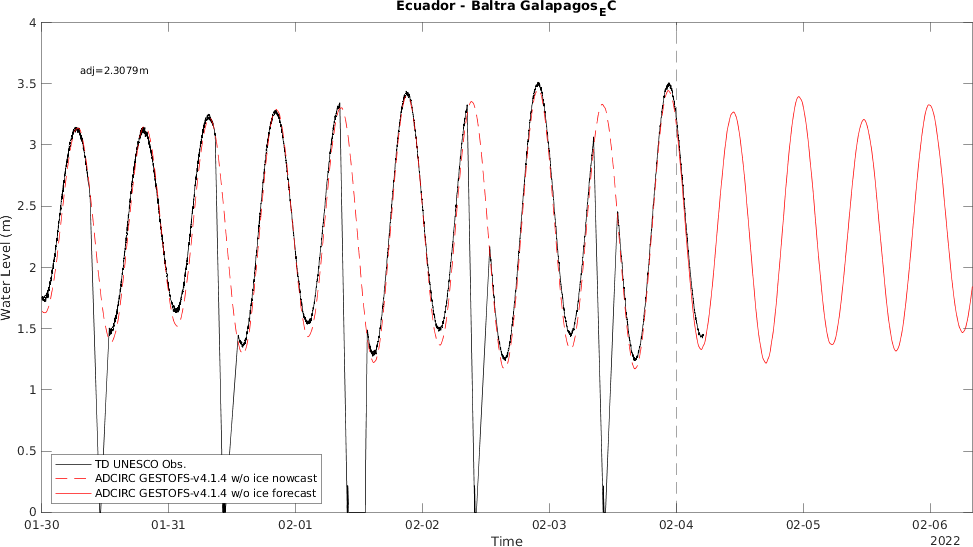 Ecuador - Baltra Galapagos_EC
4
adj=2.3079m
3.5
3
2.5
2
1.5
1
0.5
0
Water Level (m)
TD UNESCO Obs.
ADCIRC GESTOFS-v4.1.4 w/o ice nowcast
ADCIRC GESTOFS-v4.1.4 w/o ice forecast
01-30 01-31 02-01 02-02 02-03 02-04 02-05 02-06
Time 2022